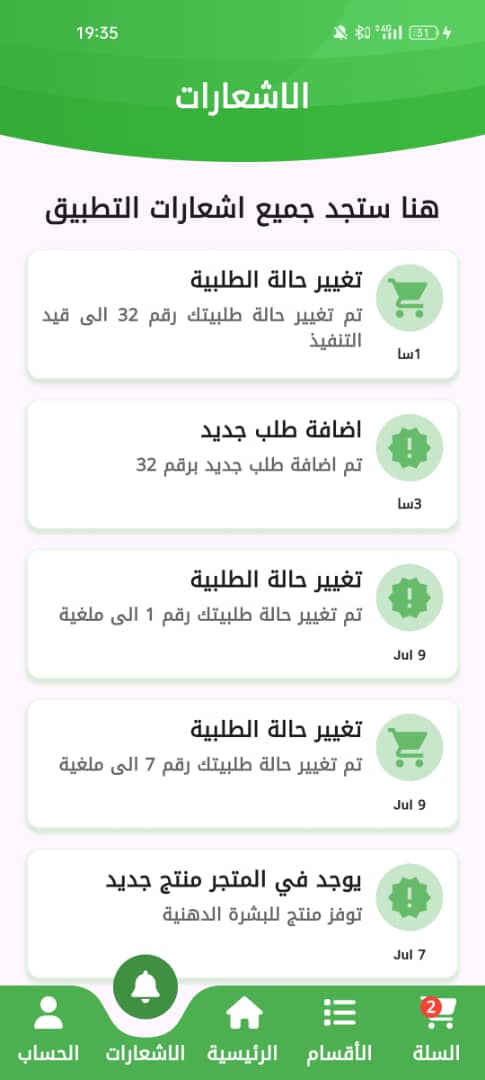 19:35
4G
31
الاشعارات
هنا ستجد جميع اشعارات التطبيق
تغيير حالة الطلبية
تم تغيير حالة طلبيتك رقم 32 الى قيد
التنفيذ
1سا
اضافة طلب جديد
تم اضافة طلب جديد برقم 32
3سا
تغيير حالة الطلبية
تم تغيير حالة طلبيتك رقم 1 الى ملغية
Jul 9
تغيير حالة الطلبية
تم تغيير حالة طلبيتك رقم 7 الى ملغية
Jul 9
يوجد في المتجر منتج جديد
توفز منتج للبشرة الدهنية
Jul 7
2
السلة
الأقسام
الرئيسية
الاشعارات
الحساب